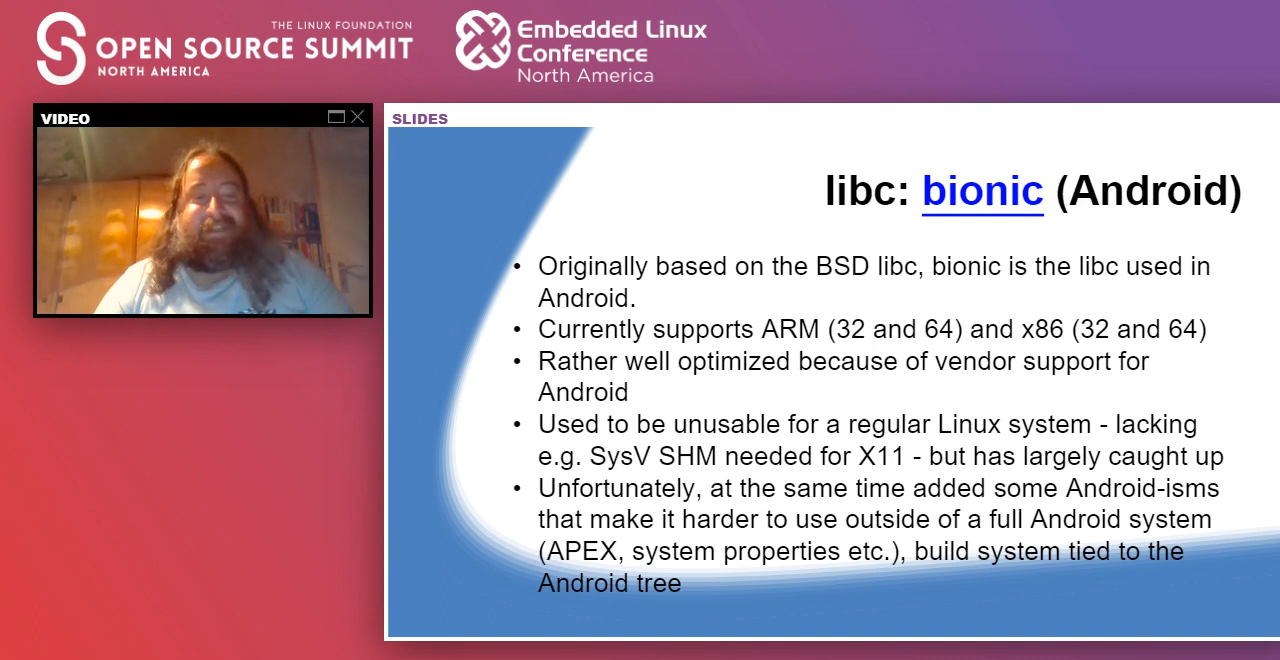 THE LINUX FOUNDATION
OPEN SOURCE SUMMIT
NORTH AMERICA
Embedded Linux
Conference
North America
VIDEO
SLIDES
libc: bionic (Android)
• Originally based on the BSD libc, bionic is the libc used in
Android.
• Currently supports ARM (32 and 64) and x86 (32 and 64)
• Rather well optimized because of vendor support for
Android
• Used to be unusable for a regular Linux system - lacking
e.g. SysV SHM needed for X11 - but has largely caught up
• Unfortunately, at the same time added some Android-isms
that make it harder to use outside of a full Android system
(APEX, system properties etc.), build system tied to the
Android tree